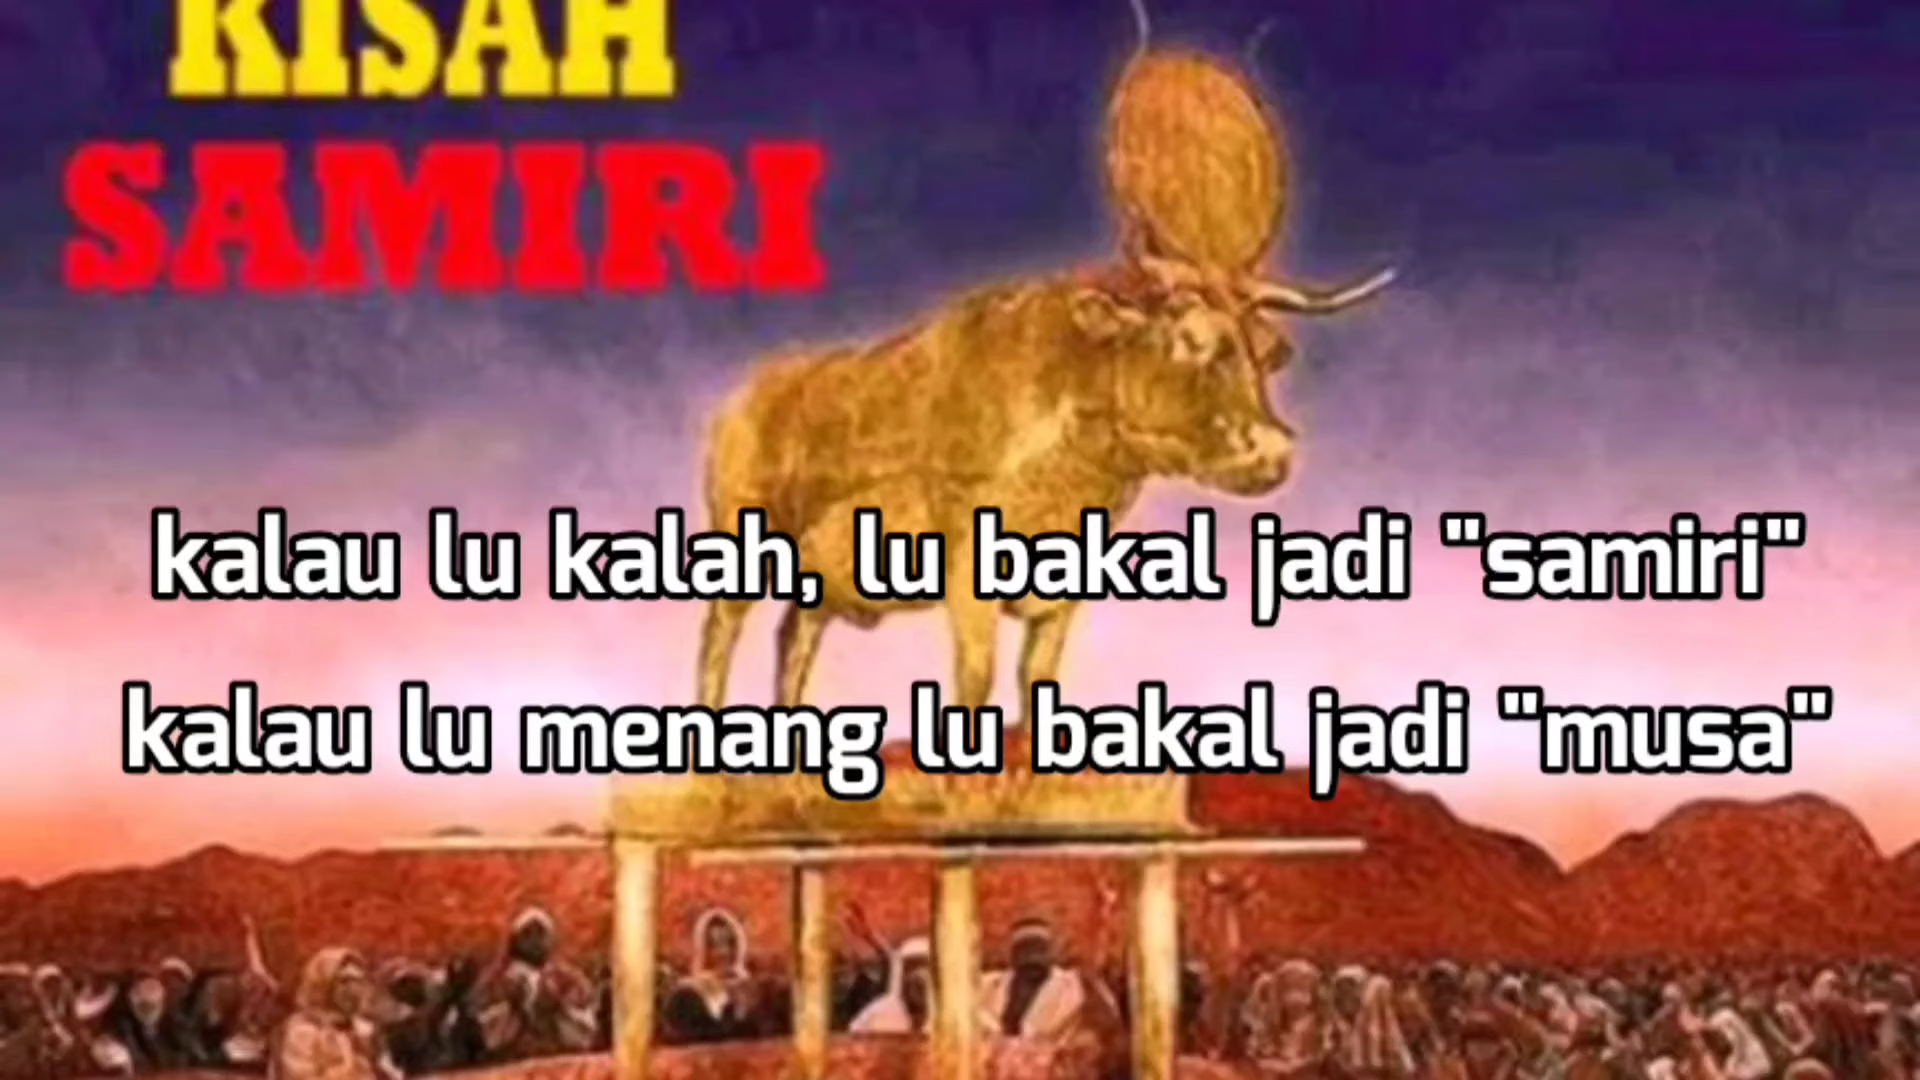 KISAH
SAMIRI
kalau lu kalah, lu bakal jadi "samiri"
kalau lu menang lu bakal jadi "musa"